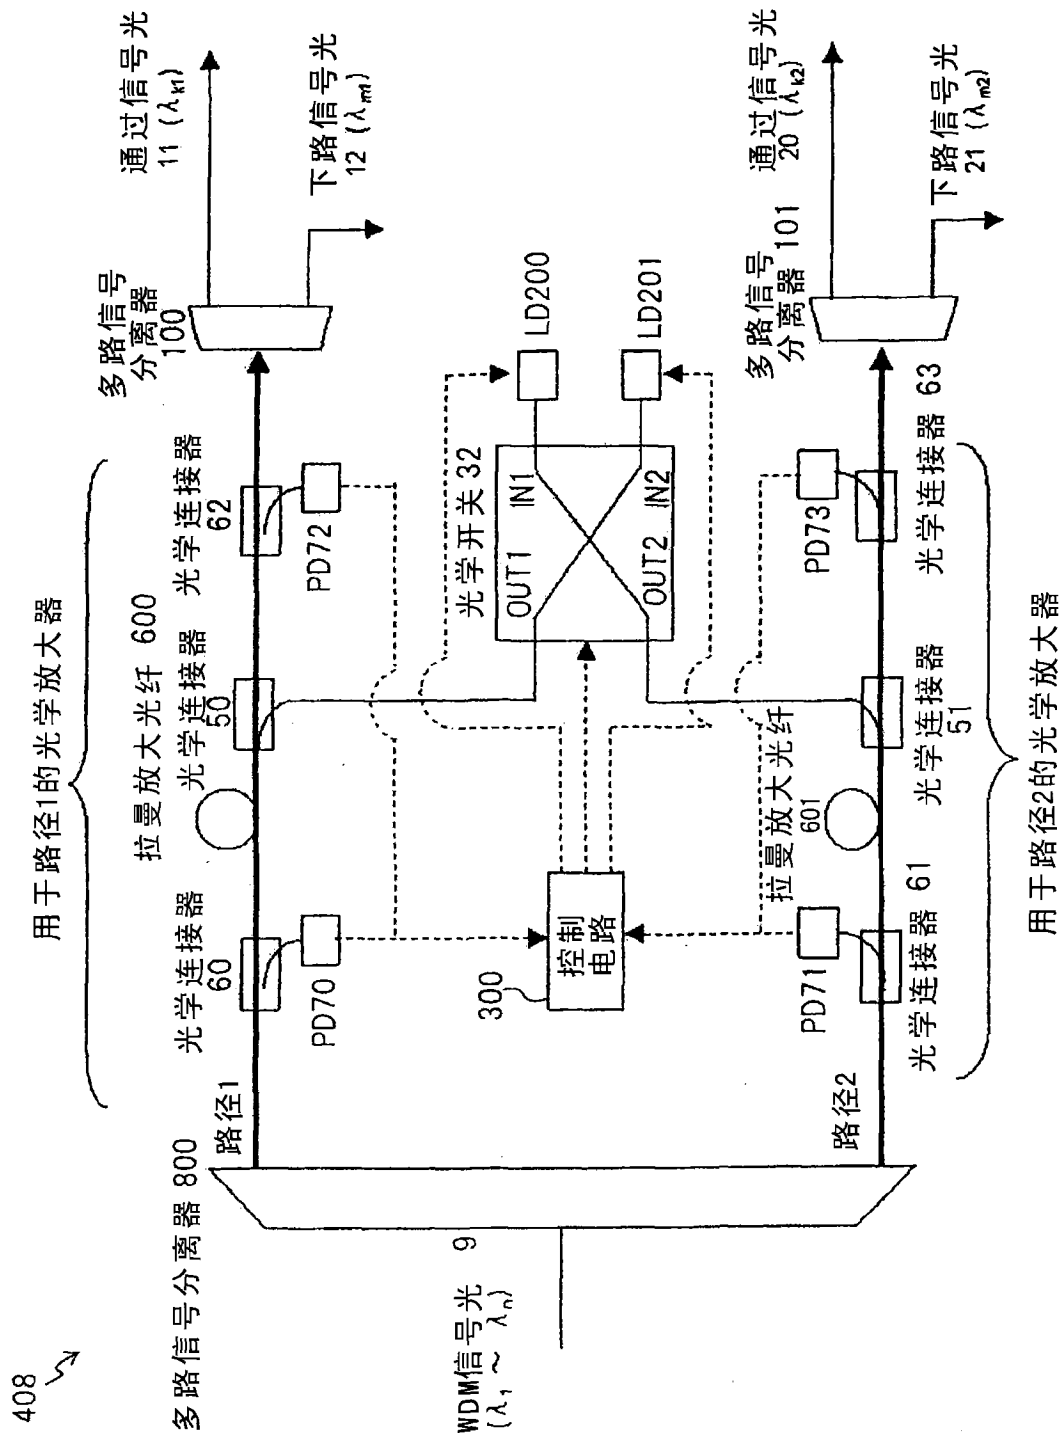 408
多路信号分离器 800
WDM信号光 9
(λ₁ ~ λₙ)
用于路径1的光学放大器
路径1
光学连接器
60
PD70
拉曼放大光纤 600
光学连接器
50
光学连接器
62
PD72
多路信号
分离器
100
通过信号光
11 (λk1)
下路信号光
12 (λm1)
300
控制
电路
光学开关 32
OUT1
IN1
OUT2
IN2
LD200
LD201
路径2
PD71
光学连接器 61
拉曼放大光纤
601
光学连接器
51
PD73
光学连接器 63
多路信号
分离器 101
通过信号光
20 (λk2)
下路信号光
21 (λm2)
用于路径2的光学放大器